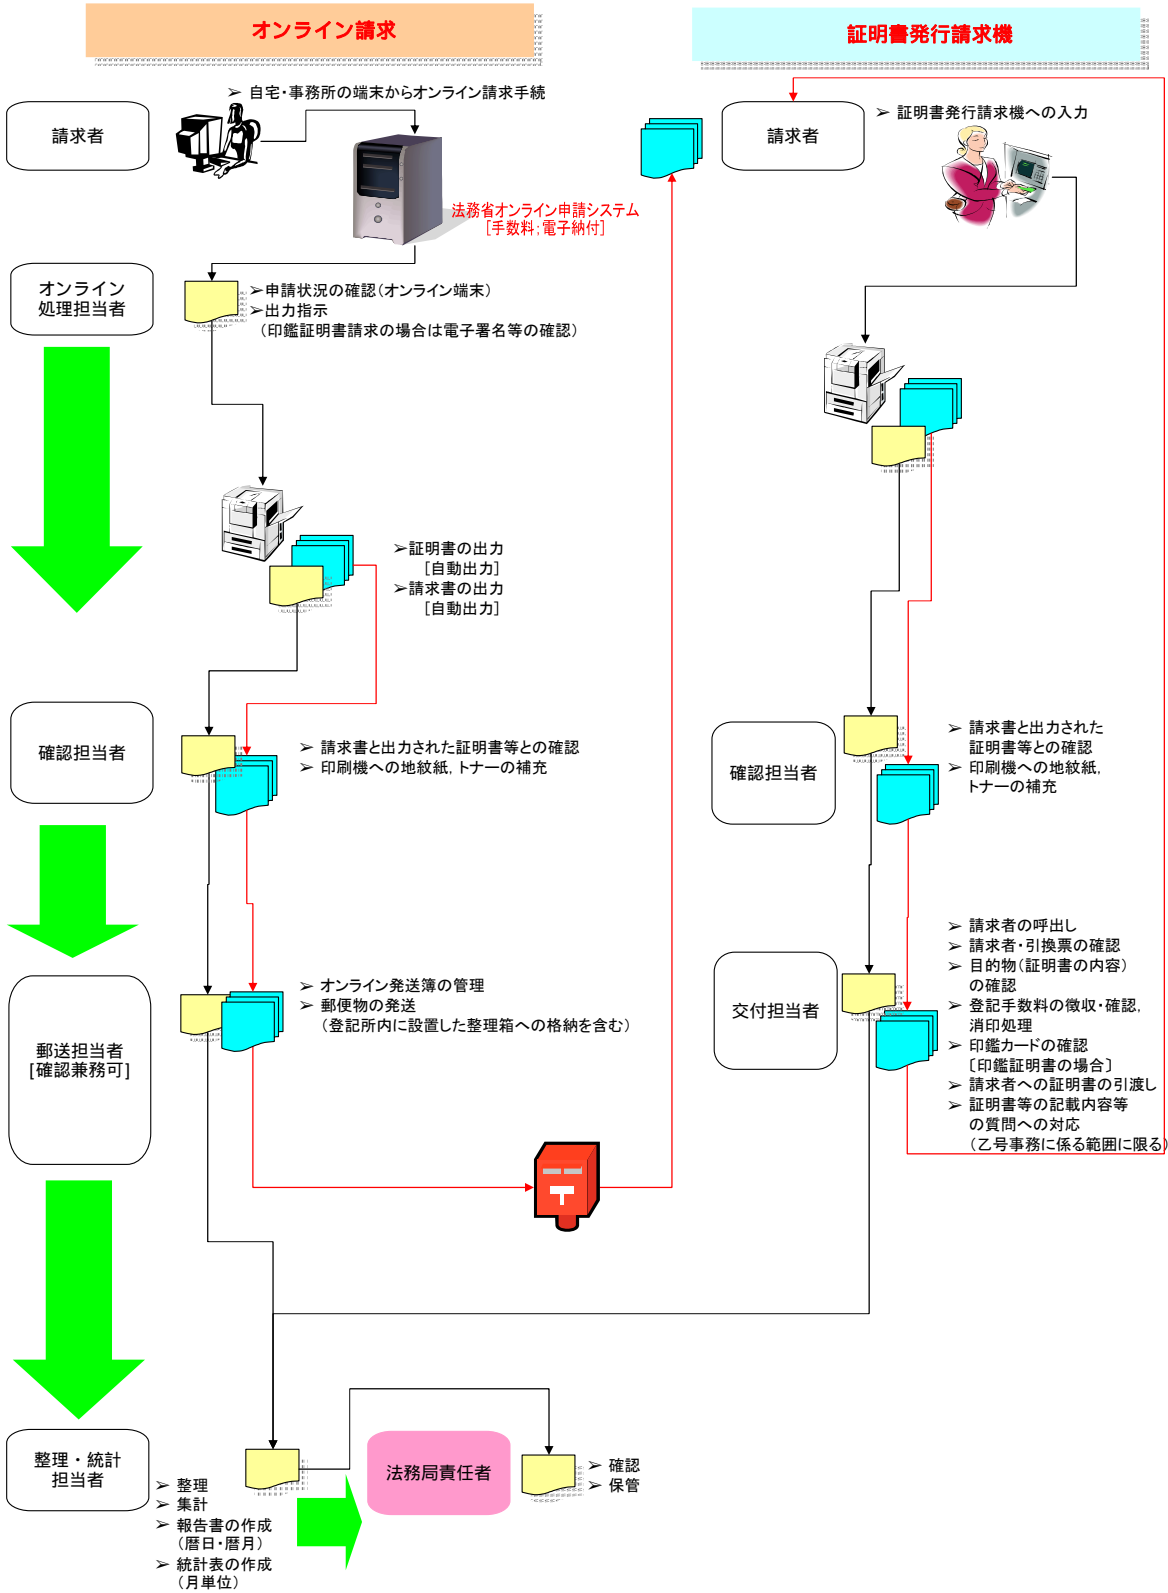 オンライン請求
証明書発行請求機
➢ 自宅・事務所の端末からオンライン請求手続
請求者
法務省オンライン申請システム
[手数料；電子納付]
請求者
➢ 証明書発行請求機への入力
オンライン
処理担当者
➢申請状況の確認（オンライン端末）
➢出力指示
（印鑑証明書請求の場合は電子署名等の確認）
➢証明書の出力
［自動出力］
➢請求書の出力
［自動出力］
確認担当者
➢ 請求書と出力された証明書等との確認
➢ 印刷機への地紋紙，トナーの補充
確認担当者
➢ 請求書と出力された
証明書等との確認
➢ 印刷機への地紋紙，
トナーの補充
郵送担当者
[確認兼務可]
➢ オンライン発送簿の管理
➢ 郵便物の発送
（登記所内に設置した整理箱への格納を含む）
交付担当者
➢ 請求者の呼出し
➢ 請求者・引換票の確認
➢ 目的物（証明書の内容）
の確認
➢ 登記手数料の徴収・確認，
消印処理
➢ 印鑑カードの確認
〔印鑑証明書の場合〕
➢ 請求者への証明書の引渡し
➢ 証明書等の記載内容等
の質問への対応
（乙号事務に係る範囲に限る）
整理・統計
担当者
➢ 整理
➢ 集計
➢ 報告書の作成
（暦日・暦月）
➢ 統計表の作成
（月単位）
法務局責任者
➢ 確認
➢ 保管